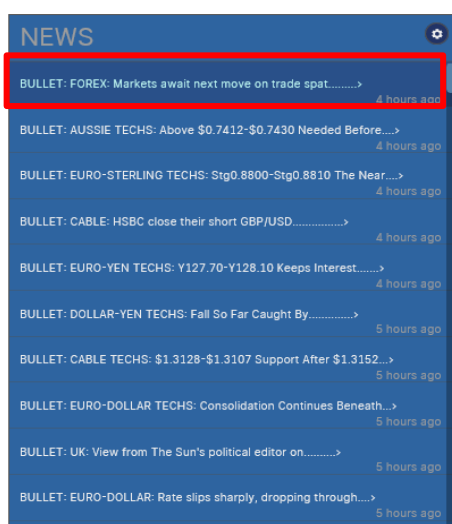 NEWS
BULLET: FOREX: Markets await next move on trade spat.........>
4 hours ago
BULLET: AUSSIE TECHS: Above $0.7412-$0.7430 Needed Before....>
4 hours ago
BULLET: EURO-STERLING TECHS: Stg0.8800-Stg0.8810 The Near....>
4 hours ago
BULLET: CABLE: HSBC close their short GBP/USD................>
4 hours ago
BULLET: EURO-YEN TECHS: Y127.70-Y128.10 Keeps Interest.......>
4 hours ago
BULLET: DOLLAR-YEN TECHS: Fall So Far Caught By..............>
5 hours ago
BULLET: CABLE TECHS: $1.3128-$1.3107 Support After $1.3152...>
5 hours ago
BULLET: EURO-DOLLAR TECHS: Consolidation Continues Beneath...>
5 hours ago
BULLET: UK: View from The Sun's political editor on..........>
5 hours ago
BULLET: EURO-DOLLAR: Rate slips sharply, dropping through....>
5 hours ago